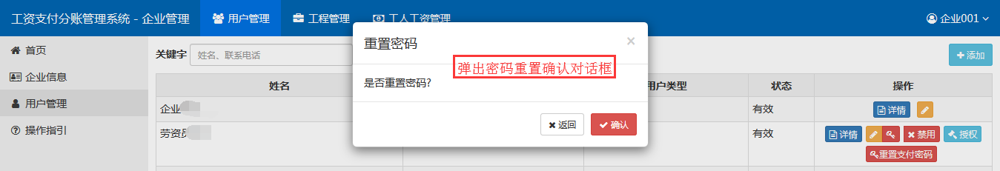 工资支付分账管理系统 - 企业管理 用户管理 工程管理 工人工资管理 企业001
首页
企业信息
用户管理
操作指引
关键字 姓名、联系电话 添加
姓名 用户类型 状态 操作
企业 有效 详情
劳资员 有效 详情 禁用 授权
重置支付密码
重置密码 ×
弹出密码重置确认对话框
是否重置密码?
返回 确认